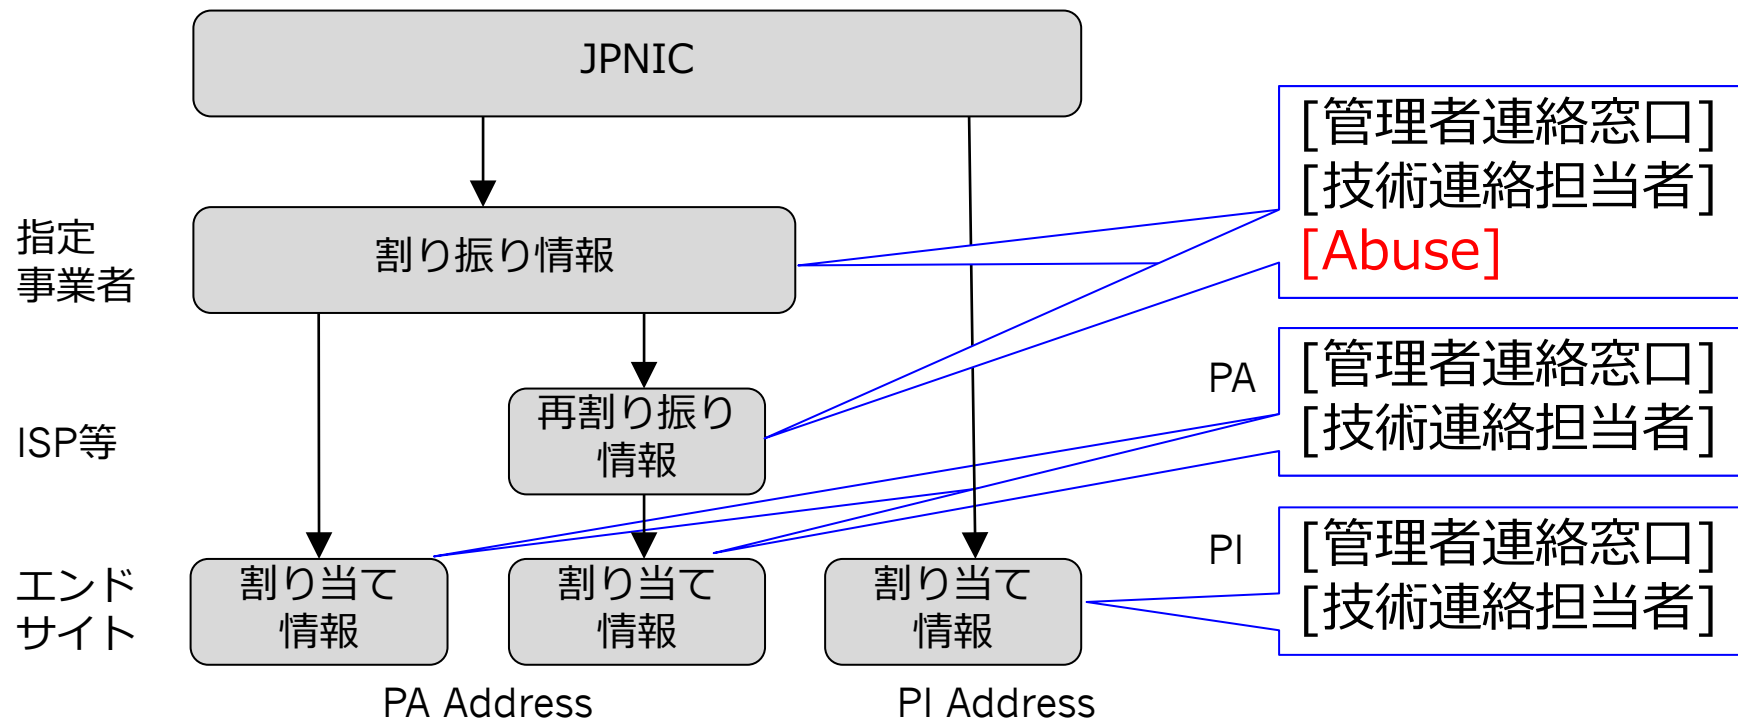 JPNIC
[管理者連絡窓口]
[技術連絡担当者]
[Abuse]
指定
事業者
割り振り情報
PA
[管理者連絡窓口]
[技術連絡担当者]
ISP等
再割り振り
情報
PI
[管理者連絡窓口]
[技術連絡担当者]
エンド
サイト
割り当て
情報
割り当て
情報
割り当て
情報
PA Address
PI Address